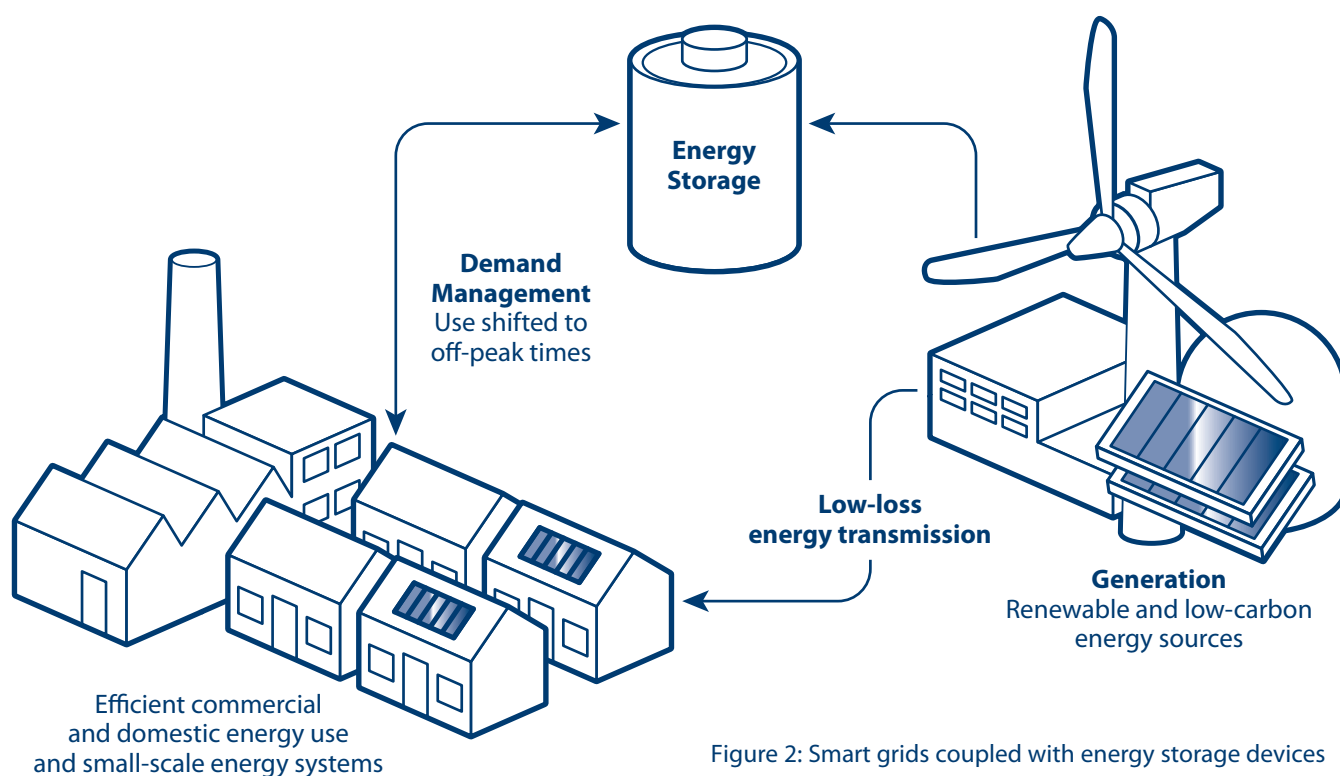 Energy
Storage
Demand
Management
Use shifted to
off-peak times
Low-loss
energy transmission
Generation
Renewable and low-carbon
energy sources
Efficient commercial
and domestic energy use
and small-scale energy systems
Figure 2: Smart grids coupled with energy storage devices